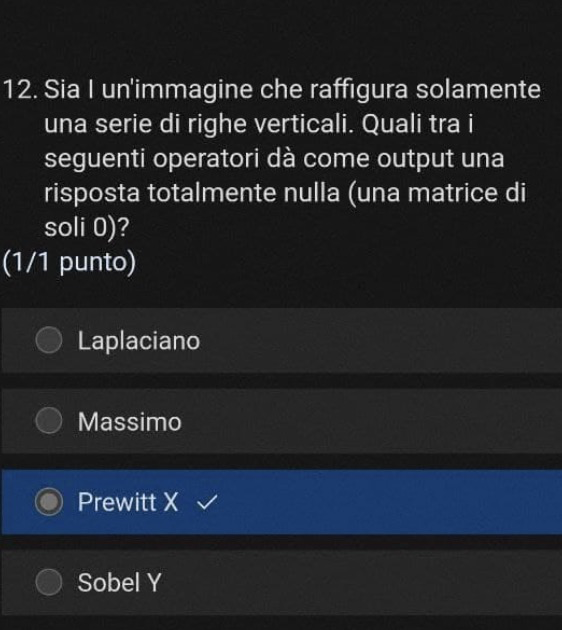 12. Sia I un'immagine che raffigura solamente
una serie di righe verticali. Quali tra i
seguenti operatori dà come output una
risposta totalmente nulla (una matrice di
soli 0)?
(1/1 punto)
Laplaciano
Massimo
Prewitt X ✓
Sobel Y